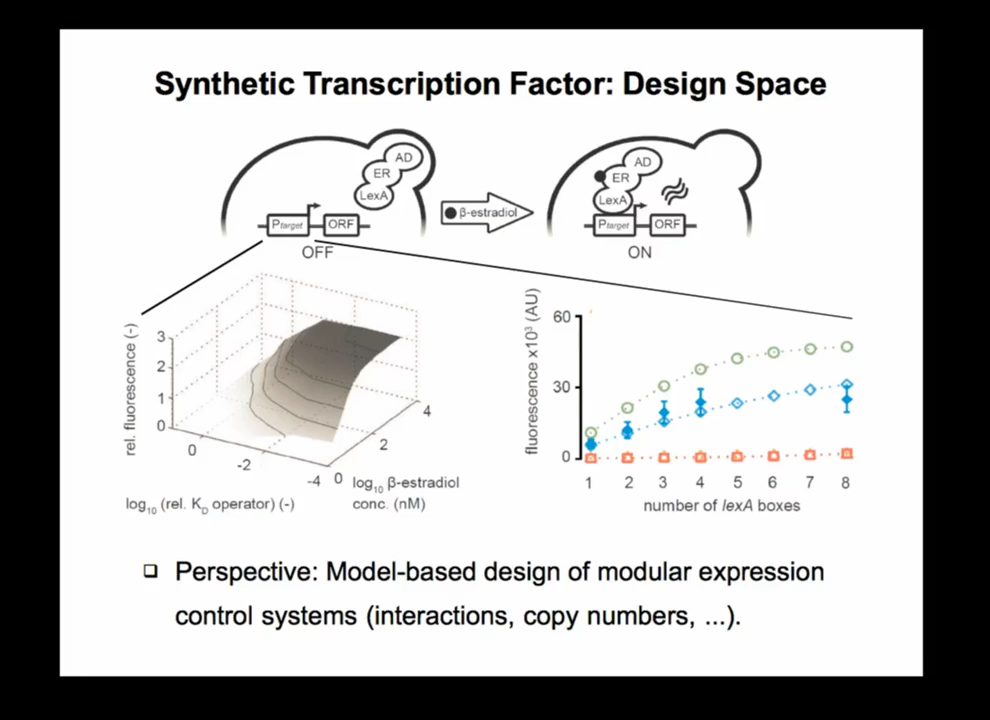 Synthetic Transcription Factor: Design Space
AD
ER
LexA
Ptarget
ORF
OFF
β-estradiol
AD
ER
LexA
Ptarget
ORF
ON
rel. fluorescence (-)
3
2
1
0
0
-2
-4
0
2
4
log10 (rel. KD operator) (-)
log10 β-estradiol
conc. (nM)
fluorescence x10³ (AU)
60
30
0
1 2 3 4 5 6 7 8
number of lexA boxes
❑ Perspective: Model-based design of modular expression
control systems (interactions, copy numbers, ...).